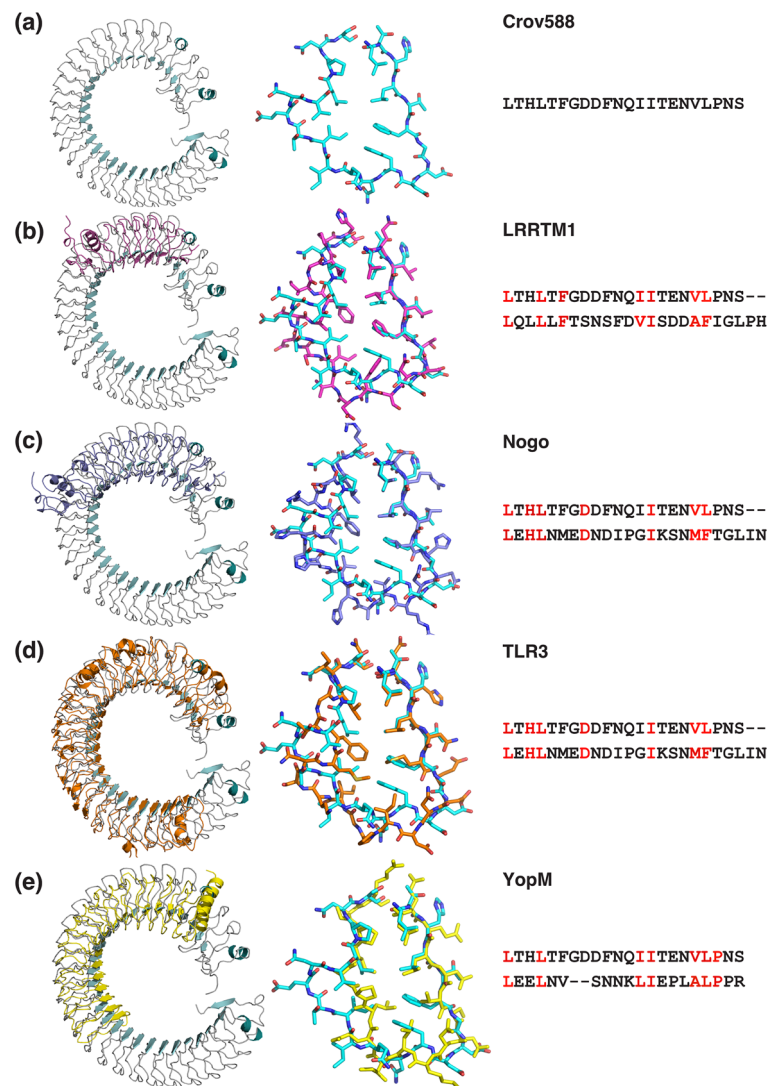 (a)
Crov588
LTHLTFGDDFNQIITENVLPNS
(b)
LRRTM1
LTHLTFGDDFNQIITENVLPNS--
LQLLLFTSNSFDVISDDAFIGLPH
(c)
Nogo
LTHLTFGDDFNQIITENVLPNS--
LEHLNMEDNDIPGIKSNMFTGLIN
(d)
TLR3
LTHLTFGDDFNQIITENVLPNS--
LEHLNMEDNDIPGIKSNMFTGLIN
(e)
YopM
LTHLTFGDDFNQIITENVLPNS
LEELNV--SNNKLIEPLALPPR